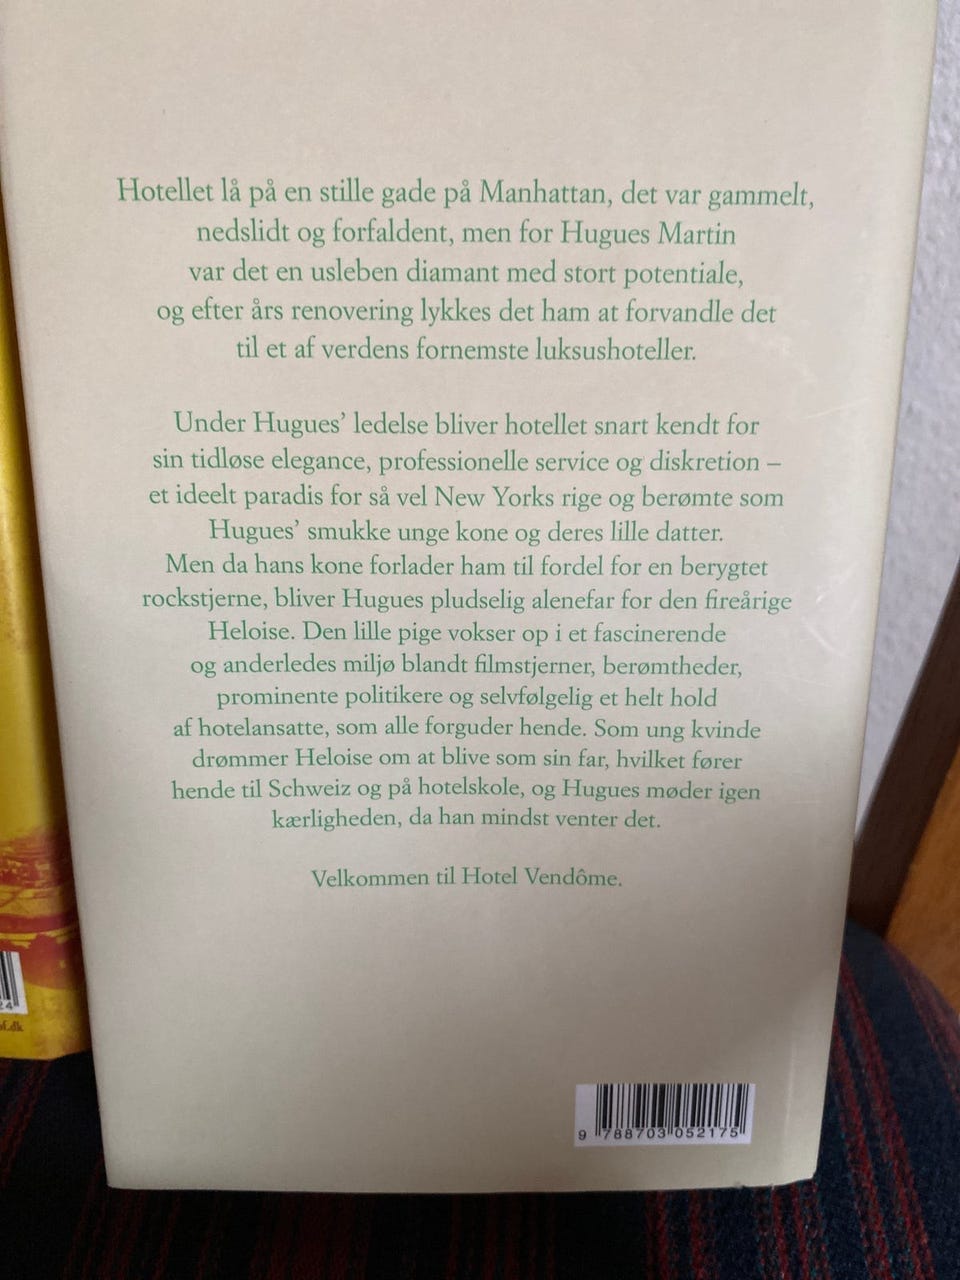 Hotellet lå på en stille gade på Manhattan, det var gammelt,
nedslidt og forfaldent, men for Hugues Martin
var det en usleben diamant med stort potentiale,
og efter års renovering lykkes det ham at forvandle det
til et af verdens fornemste luksushoteller.
Under Hugues' ledelse bliver hotellet snart kendt for
sin tidløse elegance, professionelle service og diskretion –
et ideelt paradis for så vel New Yorks rige og berømte som
Hugues' smukke unge kone og deres lille datter.
Men da hans kone forlader ham til fordel for en berygtet
rockstjerne, bliver Hugues pludselig alenefar for den fireårige
Heloise. Den lille pige vokser op i et fascinerende
og anderledes miljø blandt filmstjerner, berømtheder,
prominente politikere og selvfølgelig et helt hold
af hotelansatte, som alle forguder hende. Som ung kvinde
drømmer Heloise om at blive som sin far, hvilket fører
hende til Schweiz og på hotelskole, og Hugues møder igen
kærligheden, da han mindst venter det.
Velkommen til Hotel Vendôme.
9 788703 052175
24
.dk